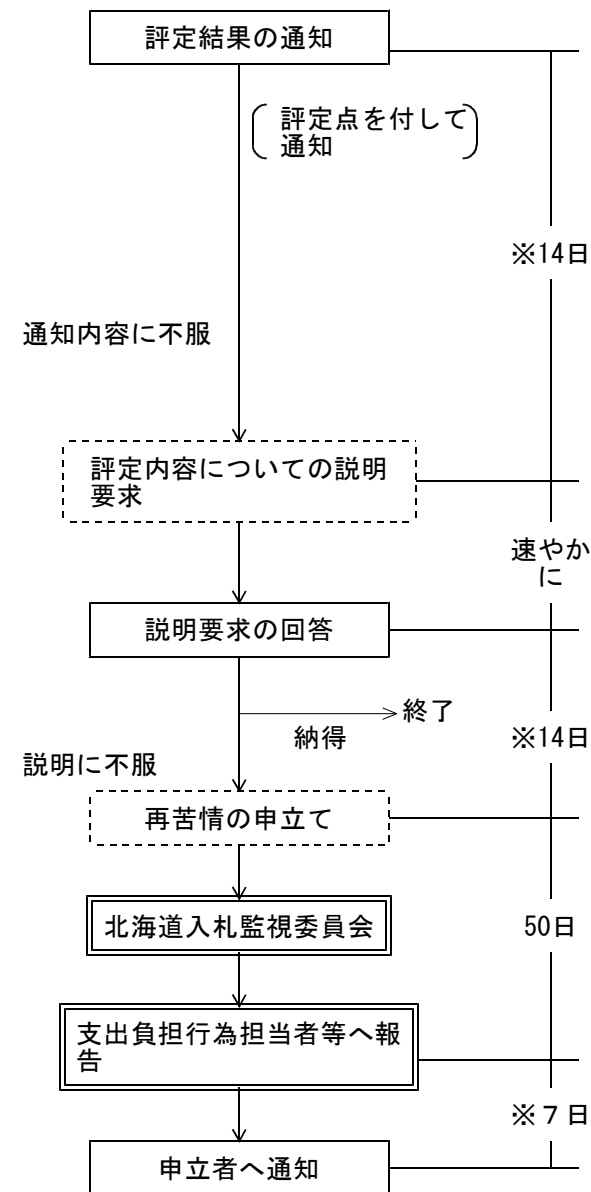 評定結果の通知
評定点を付して
通知
※14日
通知内容に不服
評定内容についての説明
要求
速やか
に
説明要求の回答
終了
納得
※14日
説明に不服
再苦情の申立て
北海道入札監視委員会
50日
支出負担行為担当者等へ報
告
※７日
申立者へ通知